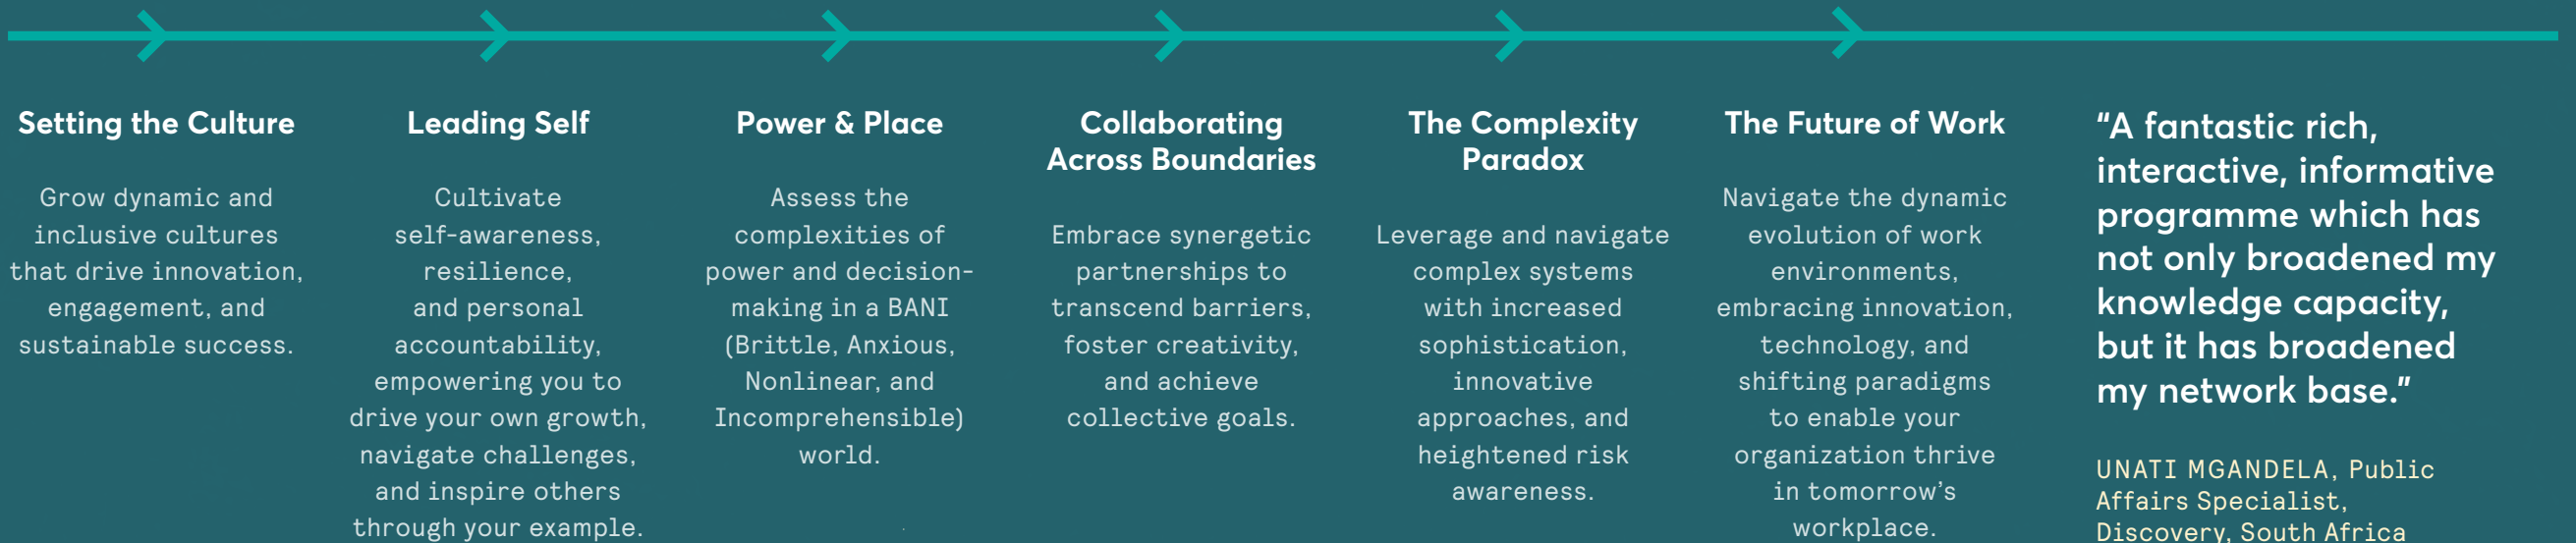 Setting the Culture
Grow dynamic and
inclusive cultures
that drive innovation,
engagement, and
sustainable success.
Leading Self
Cultivate
self-awareness,
resilience,
and personal
accountability,
empowering you to
drive your own growth,
navigate challenges,
and inspire others
through your example.
Power & Place
Assess the
complexities of
power and decision-
making in a BANI
(Brittle, Anxious,
Nonlinear, and
Incomprehensible)
world.
Collaborating
Across Boundaries
Embrace synergetic
partnerships to
transcend barriers,
foster creativity,
and achieve
collective goals.
The Complexity
Paradox
Leverage and navigate
complex systems
with increased
sophistication,
innovative
approaches, and
heightened risk
awareness.
The Future of Work
Navigate the dynamic
evolution of work
environments,
embracing innovation,
technology, and
shifting paradigms
to enable your
organization thrive
in tomorrow’s
workplace.
“A fantastic rich,
interactive, informative
programme which has
not only broadened my
knowledge capacity,
but it has broadened
my network base.”
UNATI MGANDELA, Public
Affairs Specialist,
Discovery, South Africa